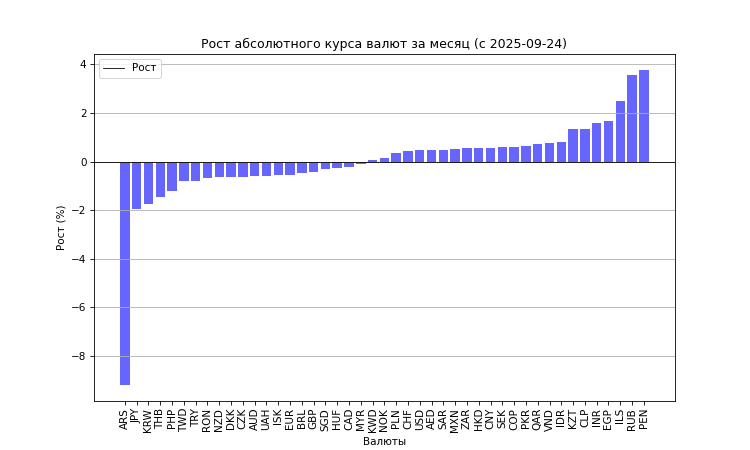 Рост абсолютного курса валют за месяц (с 2025-09-24)
Рост
4
2
0
−2
−4
−6
−8
Рост (%)
ARS JPY KRW THB PHP TWD TRY RON NZD DKK CZK AUD UAH ISK EUR BRL GBP SGD HUF CAD MYR KWD NOK PLN CHF USD AED SAR MXN ZAR HKD CNY SEK COP PKR QAR VND IDR KZT CLP INR EGP ILS RUB PEN
Валюты